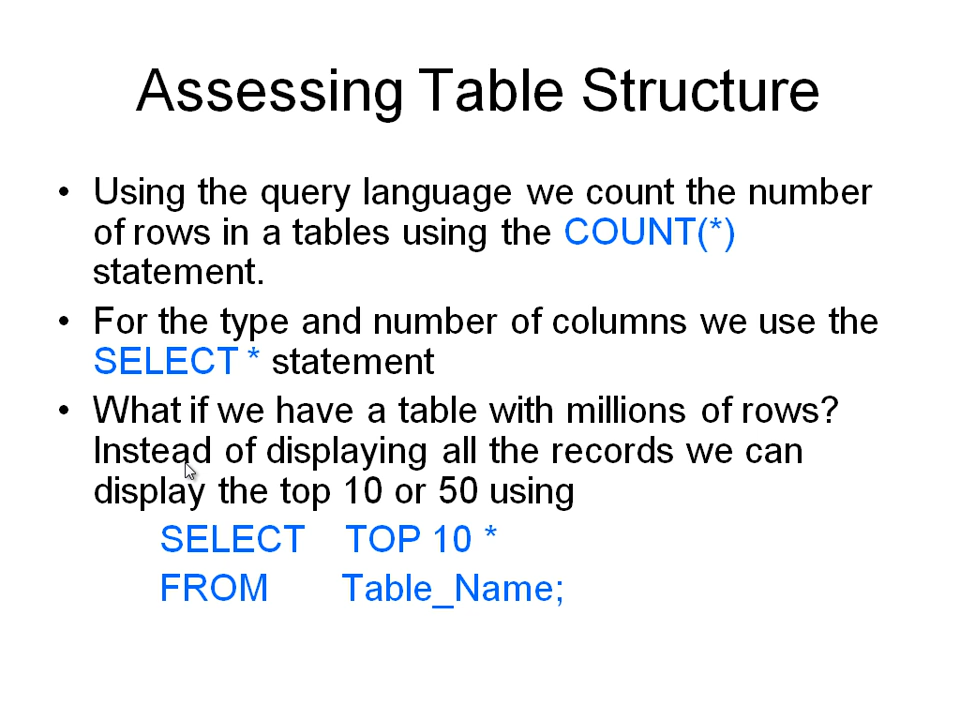 Assessing Table Structure
• Using the query language we count the number
of rows in a tables using the COUNT(*)
statement.
• For the type and number of columns we use the
SELECT * statement
• What if we have a table with millions of rows?
Instead of displaying all the records we can
display the top 10 or 50 using
SELECT TOP 10 *
FROM Table_Name;